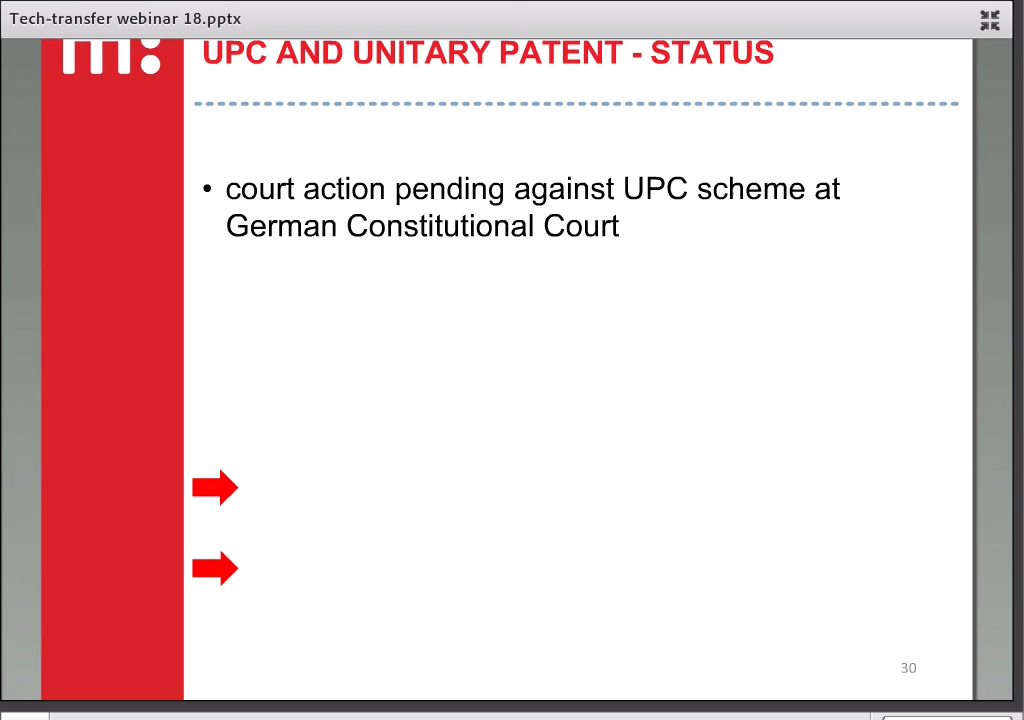 Tech-transfer webinar 18.pptx
m:
UPC AND UNITARY PATENT - STATUS
• court action pending against UPC scheme at
German Constitutional Court
30